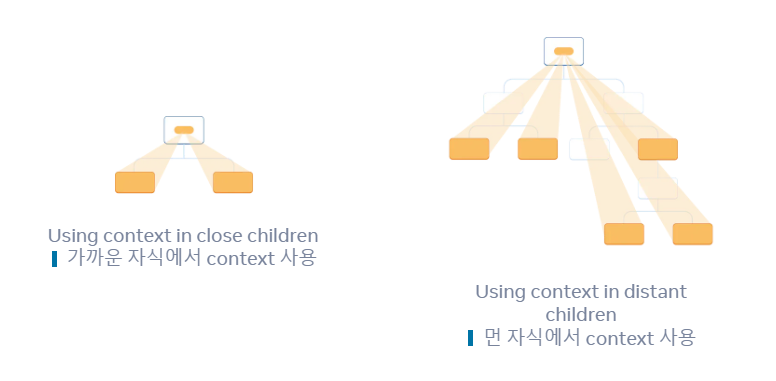 Using context in close children
가까운 자식에서 context 사용
Using context in distant
children
먼 자식에서 context 사용